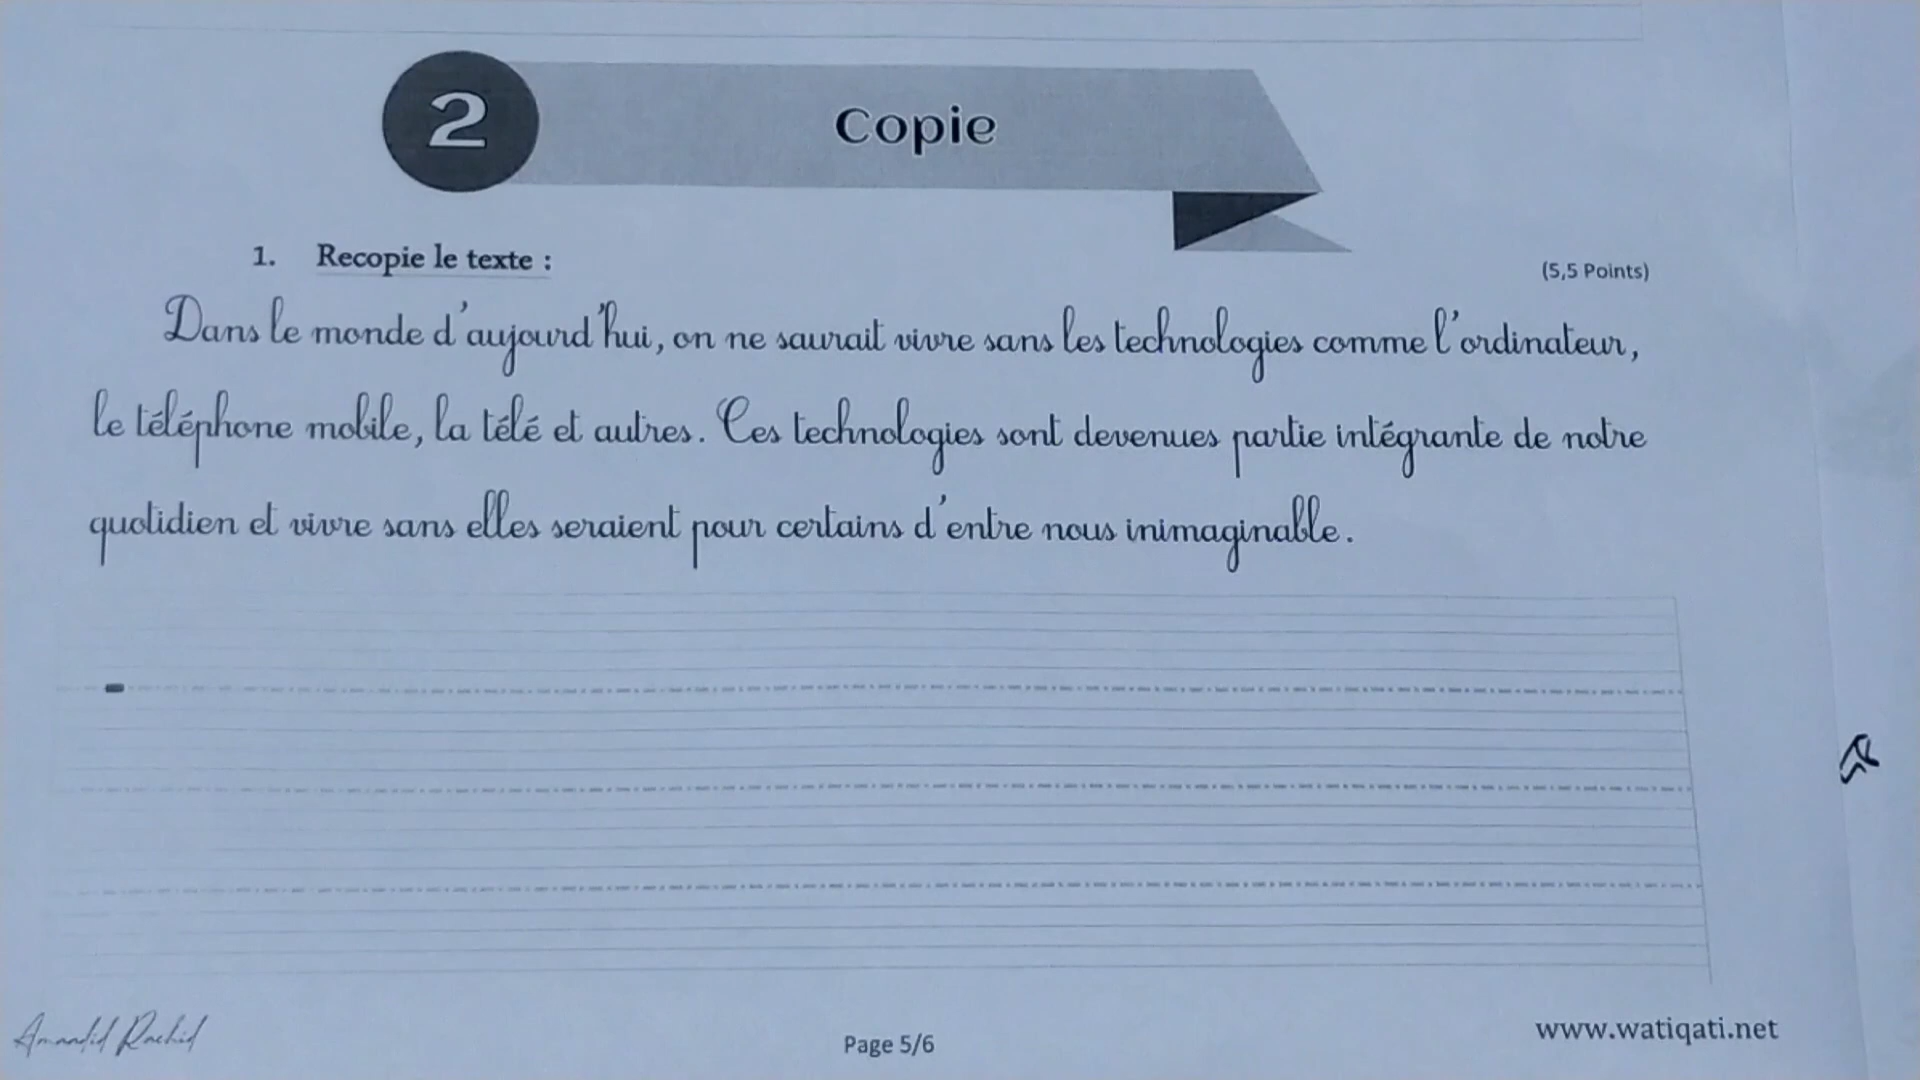 2
Copie
1. Recopie le texte :
(5,5 Points)
Dans le monde d'aujourd'hui, on ne saurait vivre sans les technologies comme l'ordinateur,
le téléphone mobile, la télé et autres. Ces technologies sont devenues partie intégrante de notre
quotidien et vivre sans elles seraient pour certains d'entre nous inimaginable.
Amandid Rachid
Page 5/6
www.watiqati.net